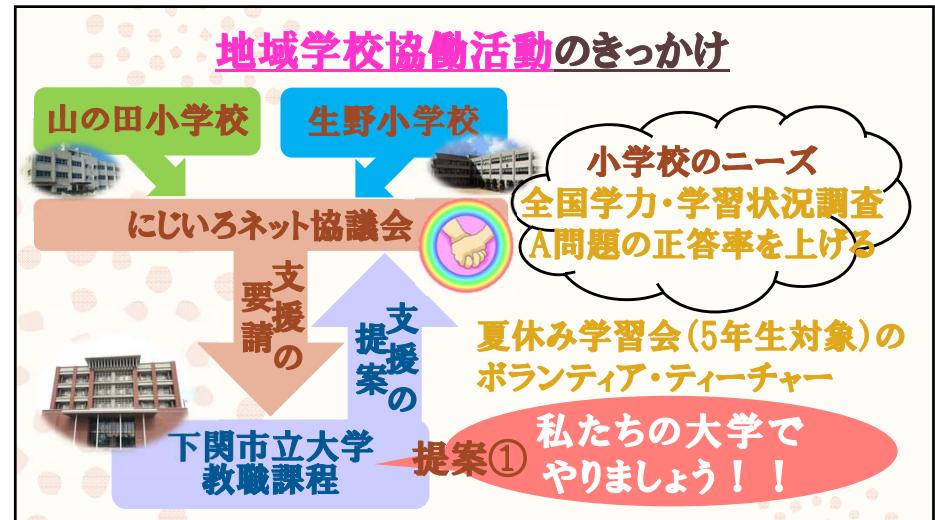 地域学校協働活動のきっかけ
山の田小学校
生野小学校
にじいろネット協議会
小学校のニーズ
全国学力・学習状況調査
A問題の正答率を上げる
支援の
要請
支援の
提案
夏休み学習会(5年生対象)の
ボランティア・ティーチャー
下関市立大学
教職課程
提案①
私たちの大学で
やりましょう！！